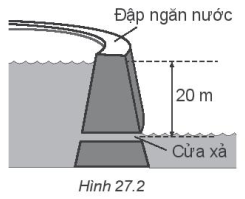 Đập ngăn nước
20 m
Cửa xả
Hình 27.2